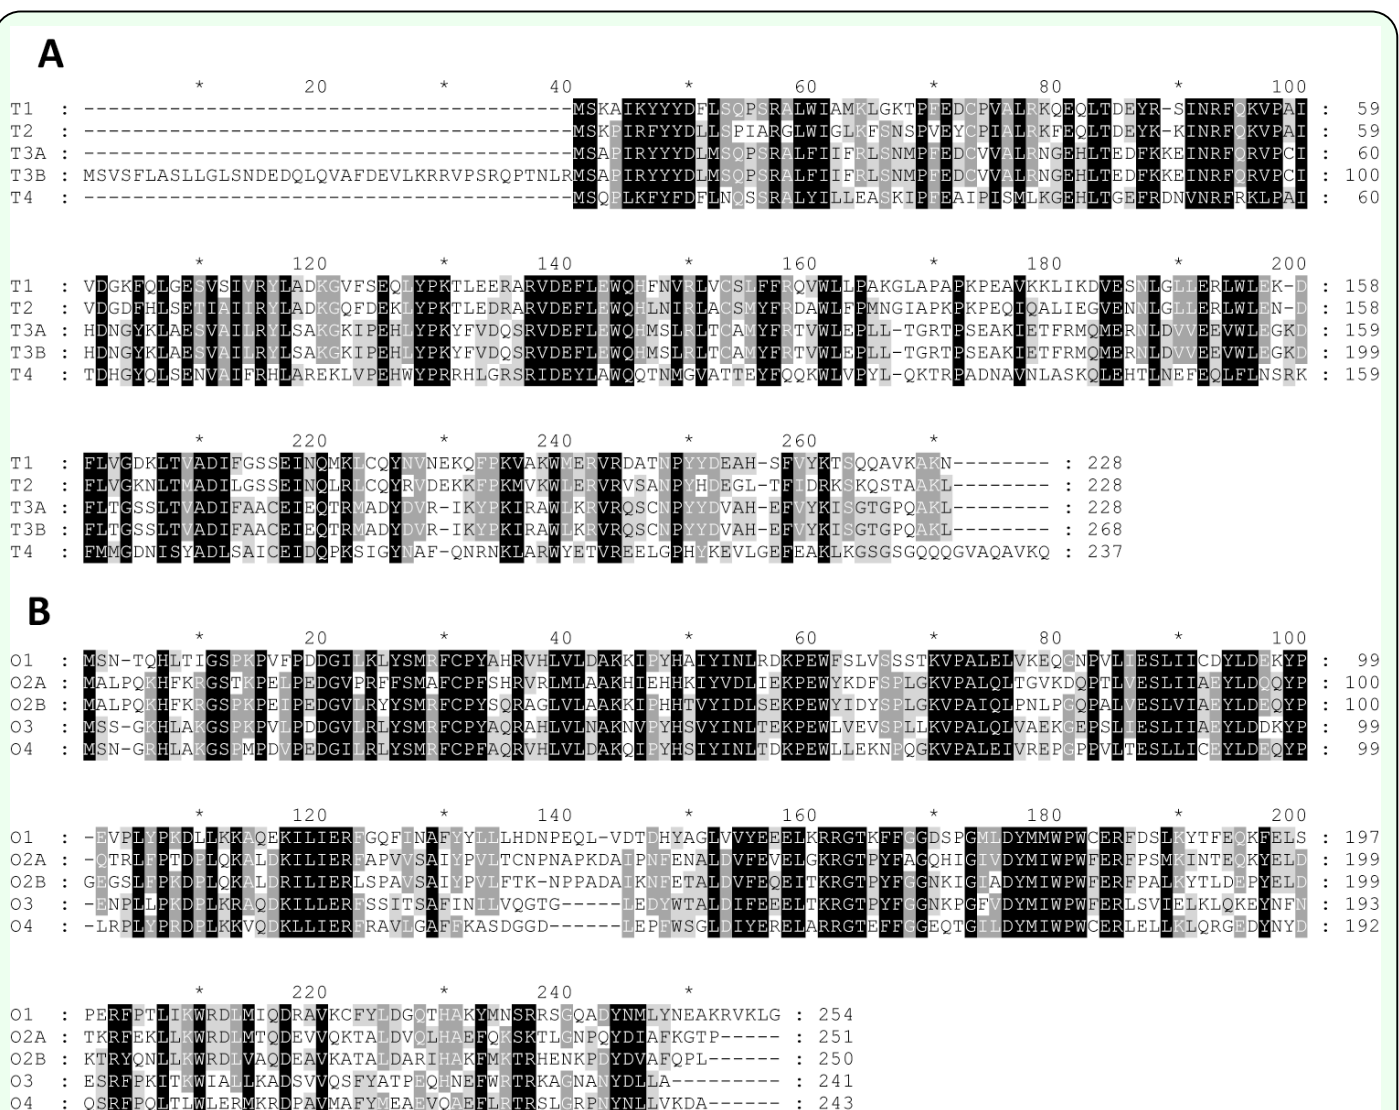 A
* 20 * 40 * 60 * 80 * 100
T1 : ----------------------------------------MSKAIKYYYDFLSQPSRALWIAMKLGKTPFEDCPVALRKQEQLTDEYR-SINRFQKVPAI : 59
T2 : ----------------------------------------MSKPIRFYYDLLSPIARGLWIGLKFSNSPVEYCPIALRKFEQLTDEYK-KINRFQKVPAI : 59
T3A : ----------------------------------------MSAPIRYYYDLMSQPSRALFIIFRLSNMPFEDCVVALRNGEHLTEDFKKEINRFQRVPCI : 60
T3B : MSVSFLASLLGLSNDEDQLQVAFDEVLKRRVPSRQPTNLRMSAPIRYYYDLMSQPSRALFIIFRLSNMPFEDCVVALRNGEHLTEDFKKEINRFQRVPCI : 100
T4 : ----------------------------------------MSQPLKFYFDFLNQSSRALYILLEASKIPFEAIPISMLKGEHLTGEFRDNVNRFRKLPAI : 60
* 120 * 140 * 160 * 180 * 200
T1 : VDGKFQLGESVSIVRYLADKGVFSEQLYPKTLEERARVDEFLEWQHFNVRLVCSLFFRQVWLLPAKGLAPAPKPEAVKKLIKDVESNLGLLERLWLEK-D : 158
T2 : VDGDFHLSETIAIIRYLADKGQFDEKLYPKTLEDRARVDEFLEWQHLNIRLACSMYFRDAWLFPMNGIAPKPKPEQIQALIEGVENNLGLLERLWLEN-D : 158
T3A : HDNGYKLAESVAILRYLSAKGKIPEHLYPKYFVDQSRVDEFLEWQHMSLRLTCAMYFRTVWLEPLL-TGRTPSEAKIETFRMQMERNLDVVEEVWLEGKD : 159
T3B : HDNGYKLAESVAILRYLSAKGKIPEHLYPKYFVDQSRVDEFLEWQHMSLRLTCAMYFRTVWLEPLL-TGRTPSEAKIETFRMQMERNLDVVEEVWLEGKD : 199
T4 : TDHGYQLSENVAIFRHLAREKLVPEHWYPRRHLGRSRIDEYLAWQQTNMGVATTEYFQQKWLVPYL-QKTRPADNAVNLASKQLEHTLNEFEQLFLNSRK : 159
* 220 * 240 * 260 *
T1 : FLVGDKLTVADIFGSSEINQMKLCQYNVNEKQFPKVAKWMERVRDATNPYYDEAH-SFVYKTSQQAVKAKN-------- : 228
T2 : FLVGKNLTMADILGSSEINQLRLCQYRVDEKKFPKMVKWLERVRVSANPYHDEGL-TFIDRKSKQSTAAKL-------- : 228
T3A : FLTGSSLTVADIFAACEIEQTRMADYDVR-IKYPKIRAWLKRVRQSCNPYYDVAH-EFVYKISGTGPQAKL-------- : 228
T3B : FLTGSSLTVADIFAACEIEQTRMADYDVR-IKYPKIRAWLKRVRQSCNPYYDVAH-EFVYKISGTGPQAKL-------- : 268
T4 : FMMGDNISYADLSAICEIDQPKSIGYNAF-QNRNKLARWYETVREELGPHYKEVLGEFEAKLKGSGSGQQQGVAQAVKQ : 237
B
* 20 * 40 * 60 * 80 * 100
O1 : MSN-TQHLTIGSPKPVFPDDGILKLYSMRFCPYAHRVHLVLDAKKIPYHAIYINLRDKPEWFSLVSSSTKVPALELVKEQGNPVLIESLIICDYLDEKYP : 99
O2A : MALPQKHFKRGSTKPELPEDGVPRFFSMAFCPFSHRVRLMLAAKHIEHHKIYVDLIEKPEWYKDFSPLGKVPALQLTGVKDQPTLVESLIIAEYLDQQYP : 100
O2B : MALPQKHFKRGSPKPEIPEDGVLRYYSMRFCPYSQRAGLVLAAKKIPHHTVYIDLSEKPEWYIDYSPLGKVPAIQLPNLPGQPALVESLVIAEYLDEQYP : 100
O3 : MSS-GKHLAKGSPKPVLPEDGVLRLYSMRFCPYAQRAHLVLNAKNVPYHSVYINLTEKPEWLVEVSPLLKVPALQLVAEKGEPSLIESLIIAEYLDDKYP : 99
O4 : MSN-GRHLAKGSPMPDVPEDGILRLYSMRFCPFAQRVHLVLDAKQIPYHSIYINLTDKPEWLLEKNPQGKVPALEIVREPGPPVLTESLLICEYLDEQYP : 99
* 120 * 140 * 160 * 180 * 200
O1 : -EVPLYPKDLLKKAQEKILIERFGQFINAFYYLLLHDNPEQL-VDTDHYAGLVVYEEELKRRGTKFFGGDSPGMLDYMMWPWCERFDSLKYTFEQKFELS : 197
O2A : -QTRLFPTDPLQKALDKILIERFAPVVSAIYPVLTCNPNAPKDAIPNFENALDVFEVELGKRGTPYFAGQHIGIVDYMIWPWFERFPSMKINTEQKYELD : 199
O2B : GEGSLFPKDPLQKALDRILIERLSPAVSAIYPVLFTK-NPPADAIKNFETALDVFEQEITKRGTPYFGGNKIGIADYMIWPWFERFPALKYTLDEPYELD : 199
O3 : -ENPLLPKDPLKRAQDKILLERFSSITSAFINILVQGTG-----LEDYWTALDIFEEELTKRGTPYFGGNKPGFVDYMIWPWFERLSVIELKLQKEYNFN : 193
O4 : -LRPLYPRDPLKKVQDKLLIERFRAVLGAFFKASDGGD------LEPFWSGLDIYERELARRGTEFFGGEQTGILDYMIWPWCERLELLKLQRGEDYNYD : 192
* 220 * 240 *
O1 : PERFPTLIKWRDLMIQDRAVKCFYLDGQTHAKYMNSRRSGQADYNMLYNEAKRVKLG : 254
O2A : TKRFEKLLKWRDLMTQDEVVQKTALDVQLHAEFQKSKTLGNPQYDIAFKGTP----- : 251
O2B : KTRYQNLLKWRDLVAQDEAVKATALDARIHAKFMKTRHENKPDYDVAFQPL------ : 250
O3 : ESRFPKITKWIALLKADSVVQSFYATPEQHNEFWRTRKAGNANYDLLA--------- : 241
O4 : QSRFPQLTLWLERMKRDPAVMAFYMEAEVQAEFLRTRSLGRPNYNLLVKDA------ : 243